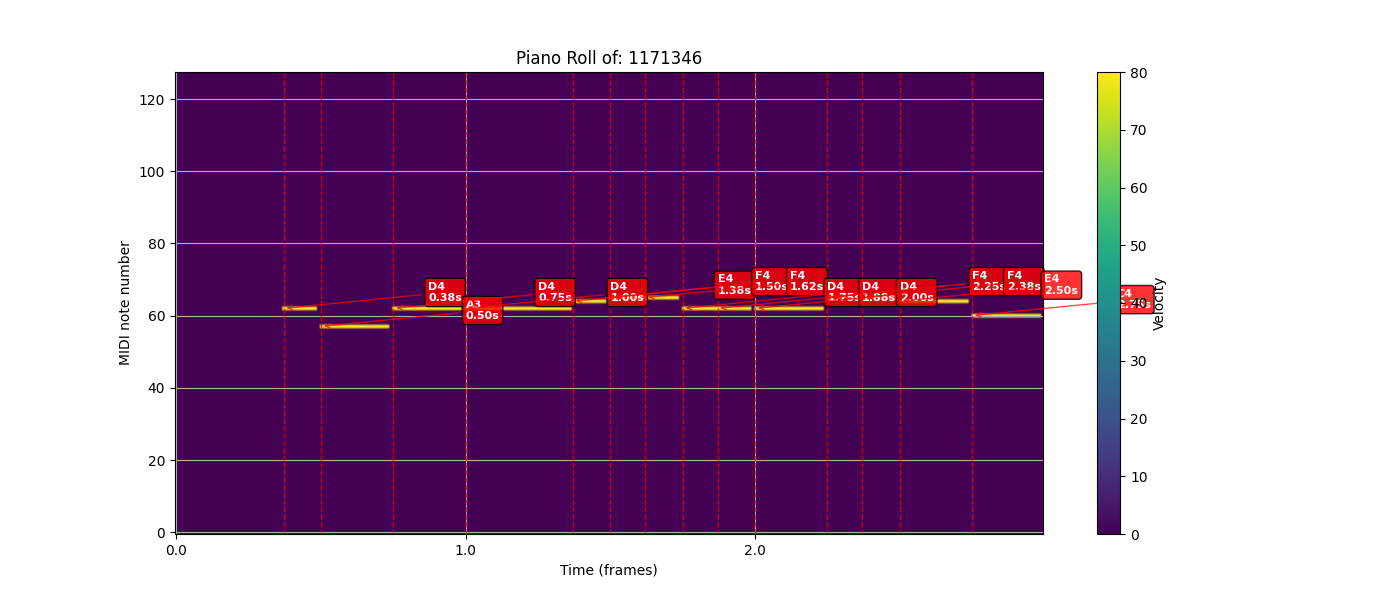 Piano Roll of: 1171346
MIDI note number
120
100
80
60
40
20
0
D4
0.38s
A3
0.50s
D4
0.75s
D4
1.00s
E4
1.38s
F4
1.50s
F4
1.62s
D4
1.75s
D4
1.88s
D4
2.00s
F4
2.25s
F4
2.38s
E4
2.50s
0.0
1.0
2.0
Time (frames)
80
70
60
50
40
30
20
10
0
Velocity